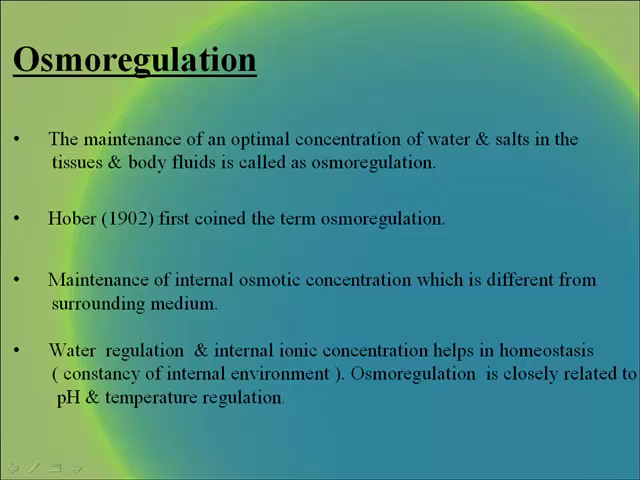 Osmoregulation
• The maintenance of an optimal concentration of water & salts in the
tissues & body fluids is called as osmoregulation.
• Hober (1902) first coined the term osmoregulation.
• Maintenance of internal osmotic concentration which is different from
surrounding medium.
• Water regulation & internal ionic concentration helps in homeostasis
( constancy of internal environment ). Osmoregulation is closely related to
pH & temperature regulation.